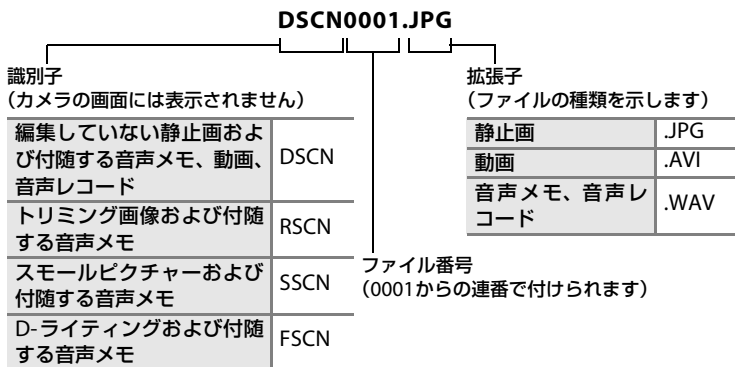 DSCN0001.JPG
識別子
（カメラの画面には表示されません）
編集していない静止画およ
び付随する音声メモ、動画、
音声レコード
DSCN
トリミング画像および付随
する音声メモ
RSCN
スモールピクチャーおよび
付随する音声メモ
SSCN
D-ライティングおよび付随
する音声メモ
FSCN
ファイル番号
（0001からの連番で付けられます）
拡張子
（ファイルの種類を示します）
静止画 .JPG
動画 .AVI
音声メモ、音声レ
コード
.WAV